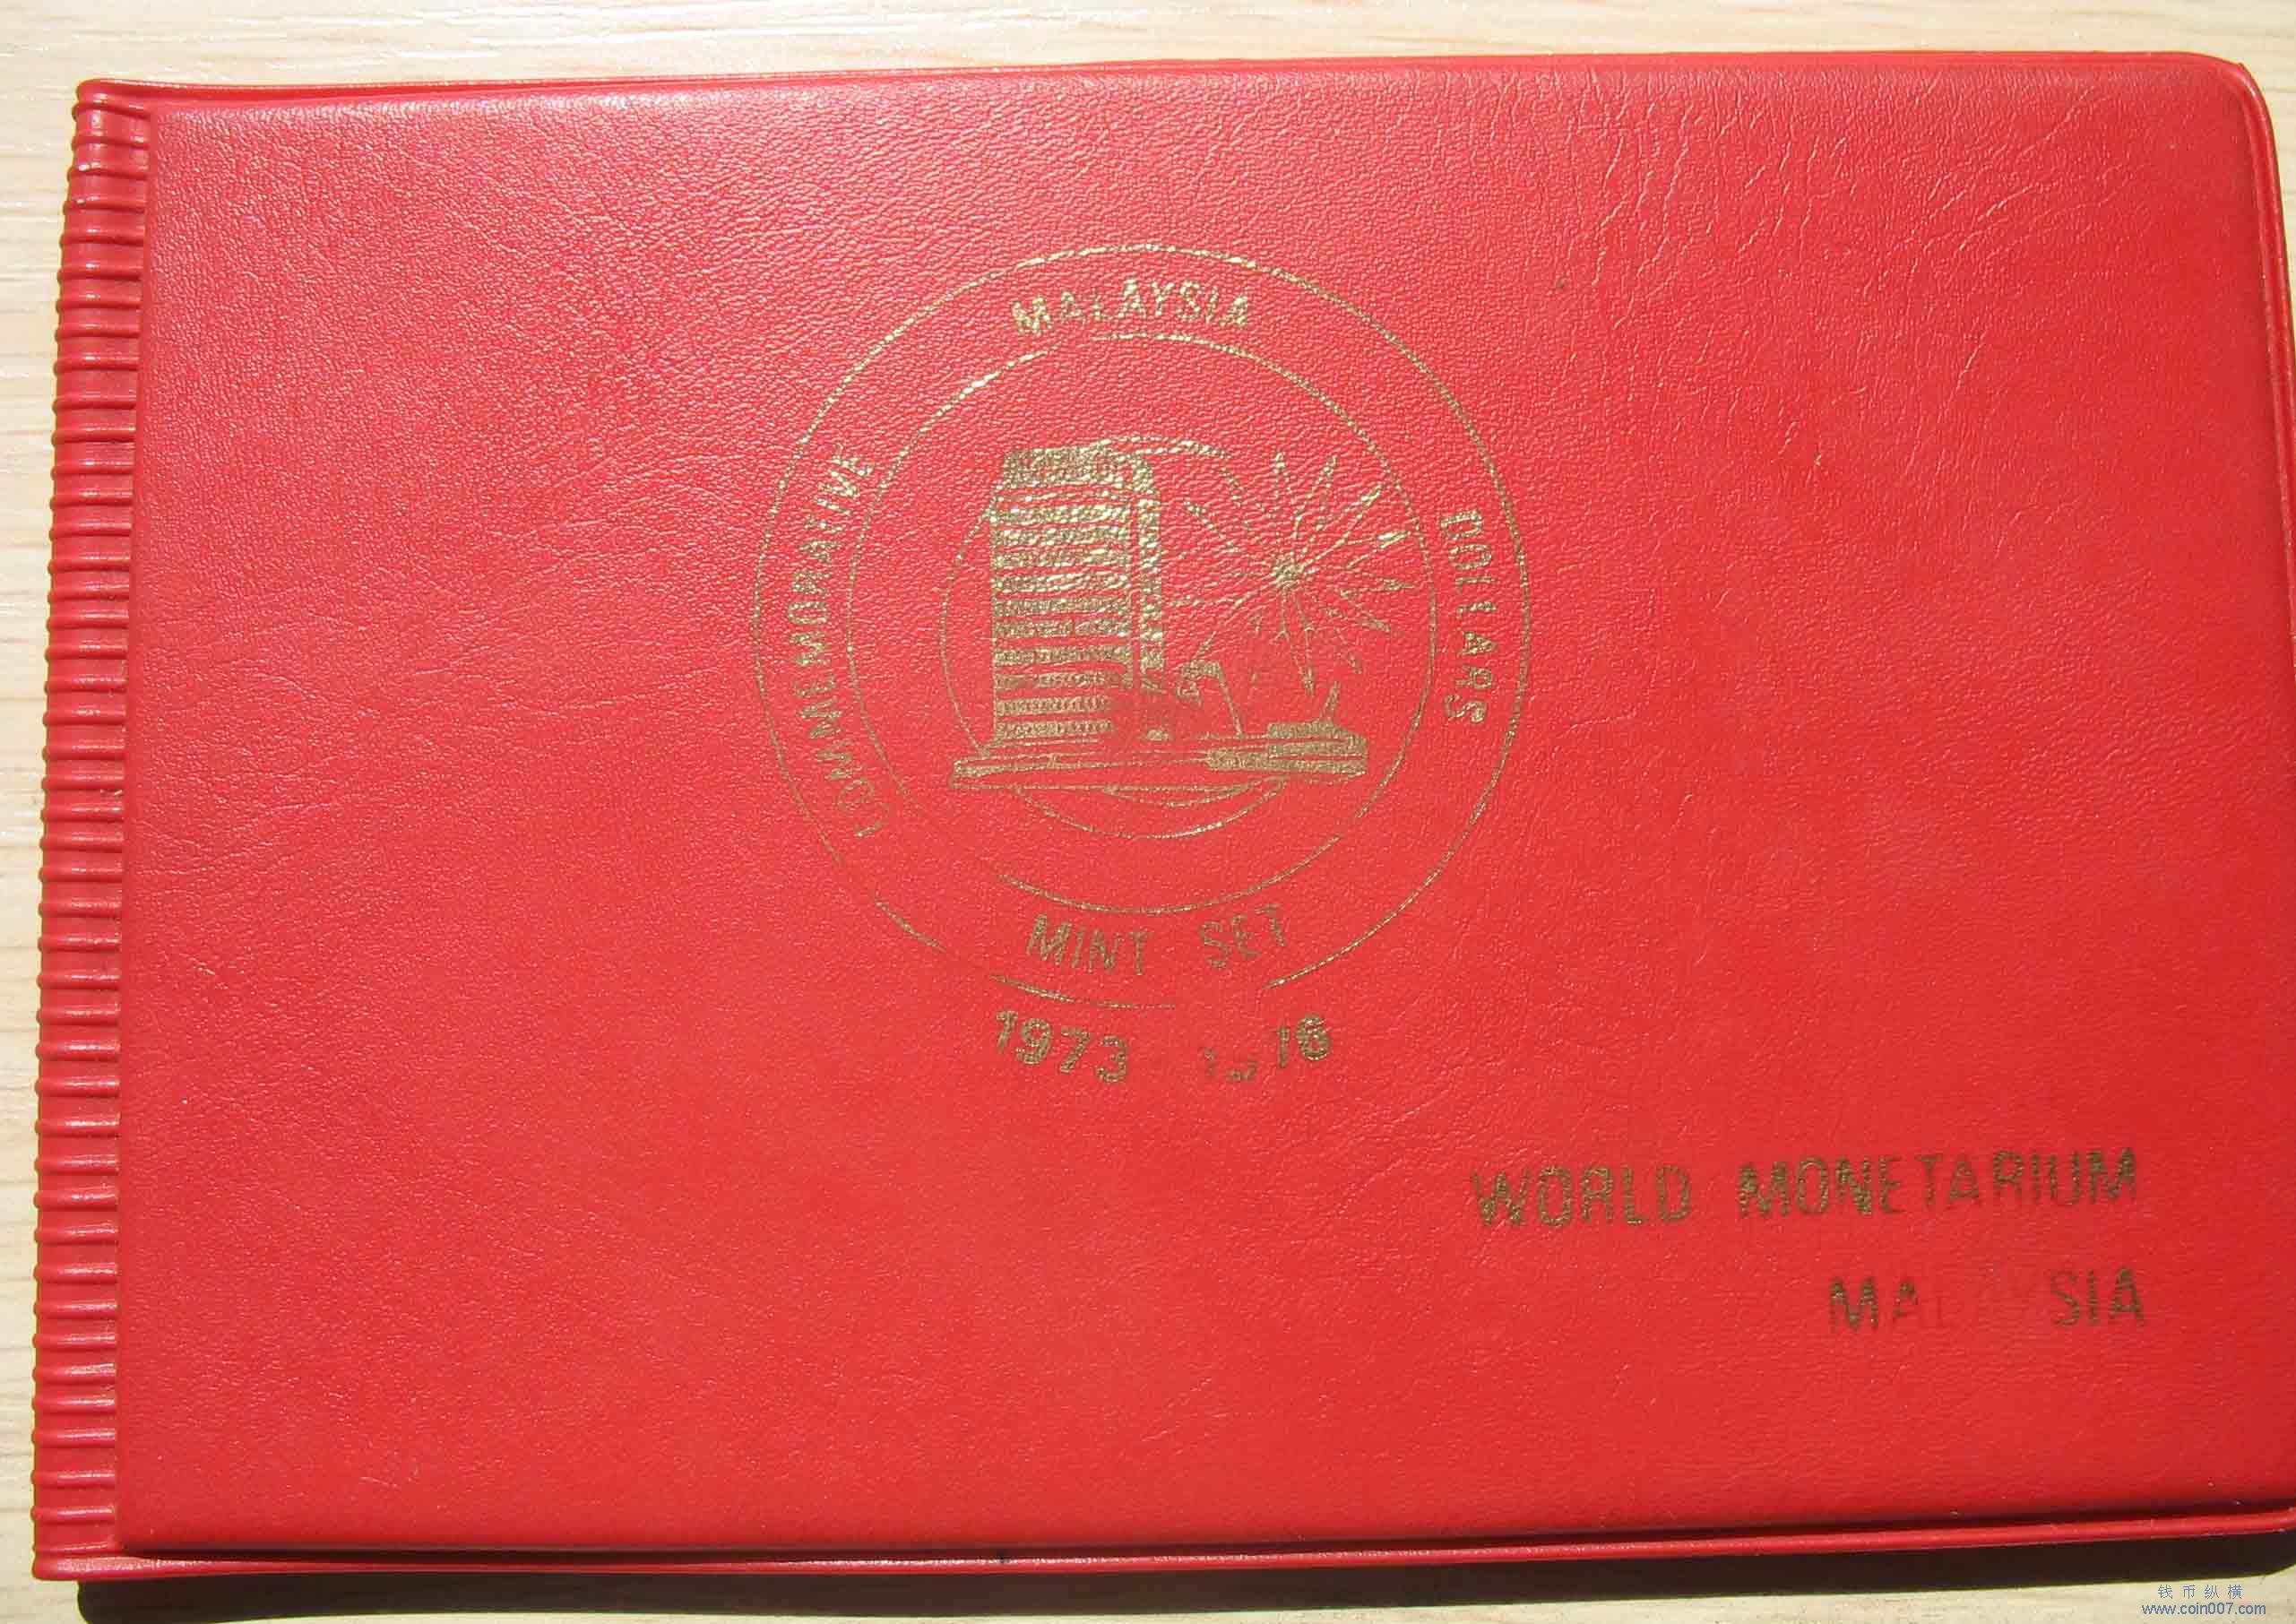 MALAYSIA
COMMEMORATIVE
DOLLARS
MINT SET
1973
WORLD MONETARIUM
钱币纵横
www.coin007.com